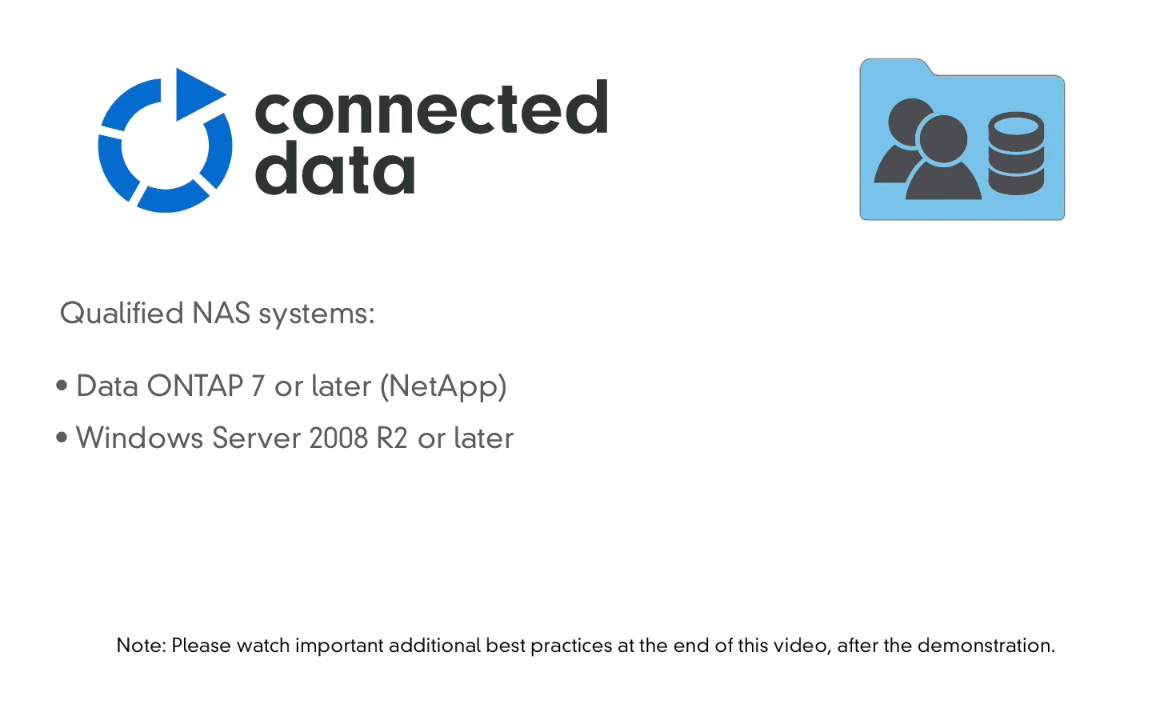 connected
data
Qualified NAS systems:
• Data ONTAP 7 or later (NetApp)
• Windows Server 2008 R2 or later
Note: Please watch important additional best practices at the end of this video, after the demonstration.